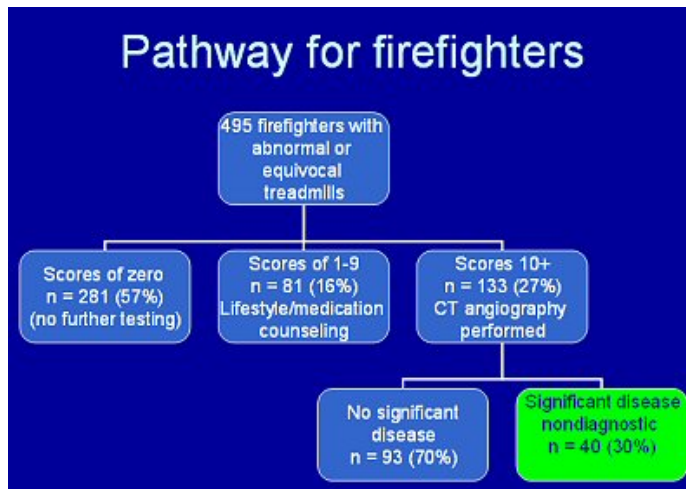 Pathway for firefighters
495 firefighters with
abnormal or
equivocal
treadmills
Scores of zero
n = 281 (57%)
(no further testing)
Scores of 1-9
n = 81 (16%)
Lifestyle/medication
counseling
Scores 10+
n = 133 (27%)
CT angiography
performed
No significant
disease
n = 93 (70%)
Significant disease
nondiagnostic
n = 40 (30%)